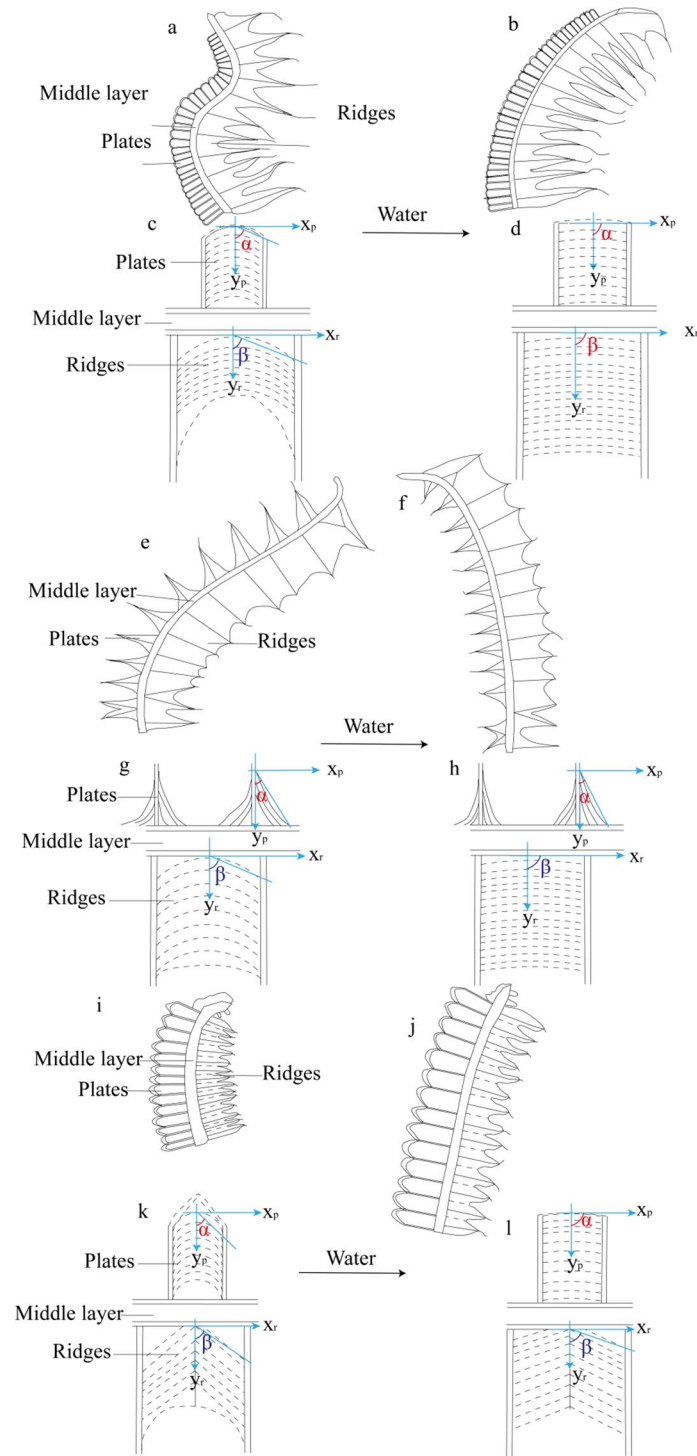 a
b
Middle layer
Ridges
Plates
c
xp
Water
d
xp
α
α
Plates
yp
yp
Middle layer
xr
xr
Ridges
β
β
yr
yr
e
f
Middle layer
Plates
Ridges
Water
g
xp
h
xp
Plates
α
α
Middle layer
yp
yp
xr
xr
Ridges
β
β
yr
yr
i
j
Middle layer
Ridges
Plates
k
xp
l
xp
α
α
Plates
yp
Water
yp
Middle layer
xr
xr
Ridges
β
β
yr
yr